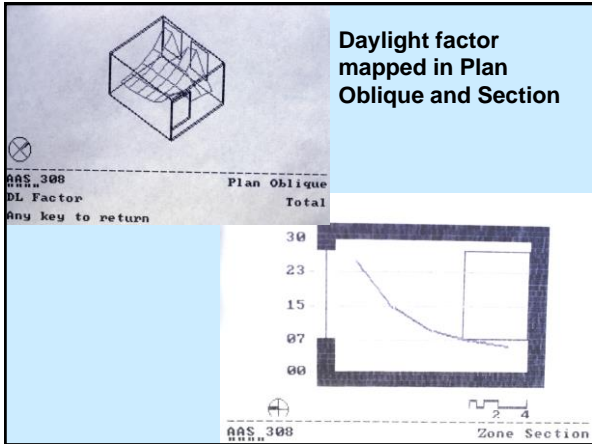 Daylight factor
mapped in Plan
Oblique and Section
AAS 308
Plan Oblique
DL Factor
Total
Any key to return
30
23
15
07
00
2 4
AAS 308
Zone Section